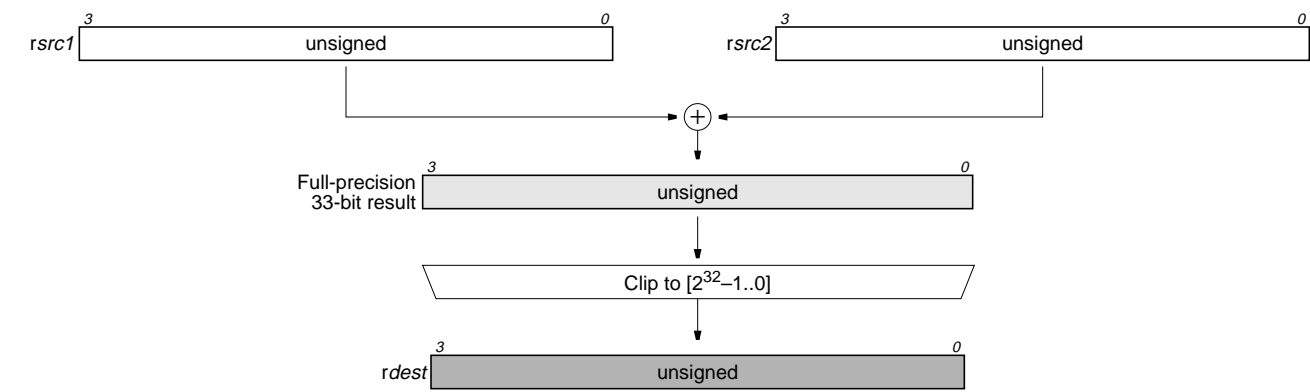 3 0 3 0
rsrc1 unsigned rsrc2 unsigned
+
3 0
Full-precision
33-bit result
unsigned
Clip to [2^32–1..0]
3 0
rdest unsigned